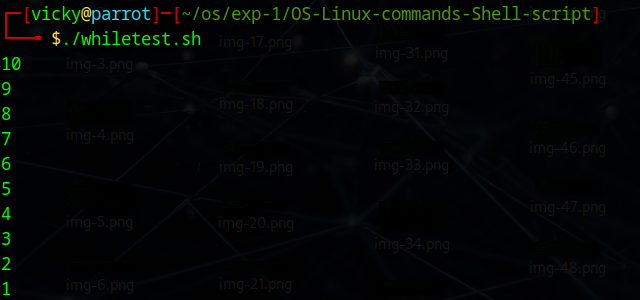 ┌─[vicky@parrot]─[~/os/exp-1/OS-Linux-commands-Shell-script]
└──╼ $./whiletest.sh
10
9
8
7
6
5
4
3
2
1
img-3.png
img-4.png
img-5.png
img-6.png
img-17.png
img-18.png
img-19.png
img-20.png
img-21.png
img-31.png
img-32.png
img-33.png
img-34.png
img-45.png
img-46.png
img-47.png
img-48.png